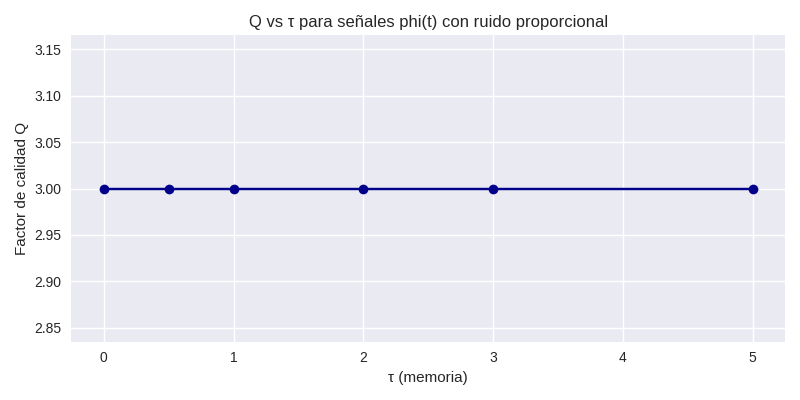 Q vs τ para señales phi(t) con ruido proporcional
Factor de calidad Q
3.15
3.10
3.05
3.00
2.95
2.90
2.85
0 1 2 3 4 5
τ (memoria)